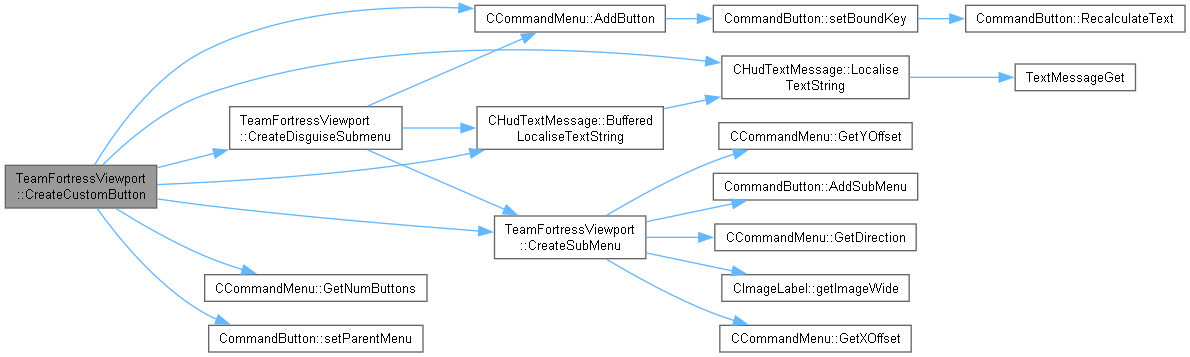 CCommandMenu::AddButton
CommandButton::setBoundKey
CommandButton::RecalculateText
CHudTextMessage::Localise
TextString
TextMessageGet
TeamFortressViewport
::CreateDisguiseSubmenu
CHudTextMessage::Buffered
LocaliseTextString
CCommandMenu::GetYOffset
TeamFortressViewport
::CreateCustomButton
CommandButton::AddSubMenu
TeamFortressViewport
::CreateSubMenu
CCommandMenu::GetDirection
CCommandMenu::GetNumButtons
CImageLabel::getImageWide
CommandButton::setParentMenu
CCommandMenu::GetXOffset